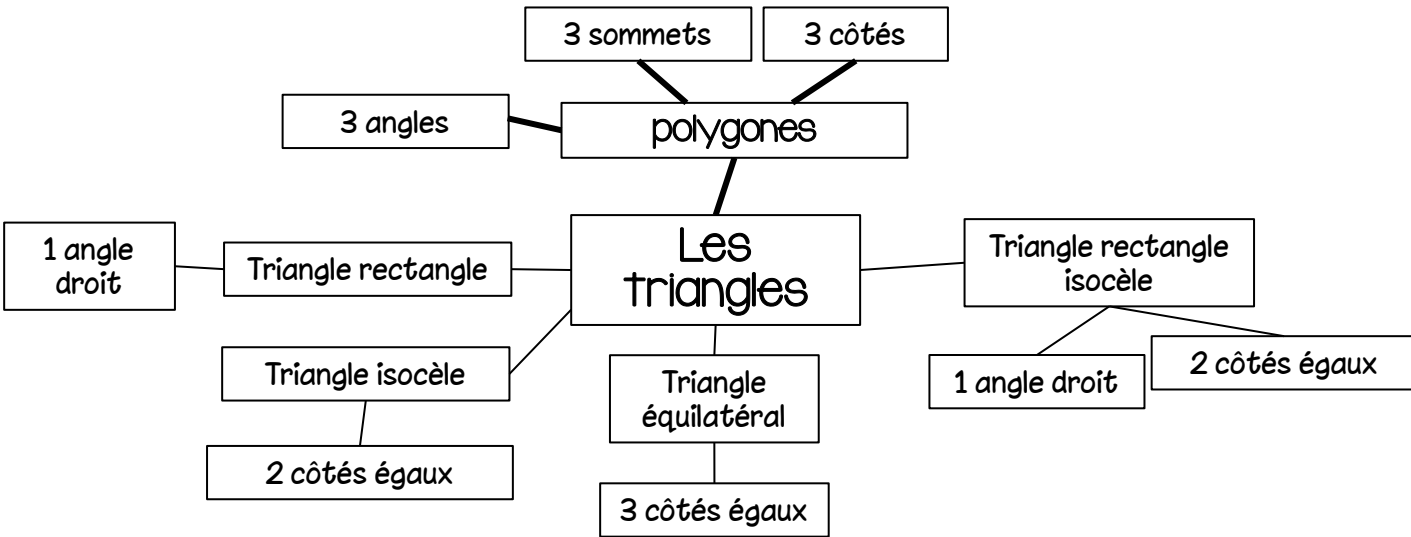 3 sommets
3 côtés
3 angles
polygones
Les
triangles
1 angle
droit
Triangle rectangle
Triangle rectangle
isocèle
Triangle isocèle
2 côtés égaux
Triangle
équilatéral
3 côtés égaux
1 angle droit
2 côtés égaux